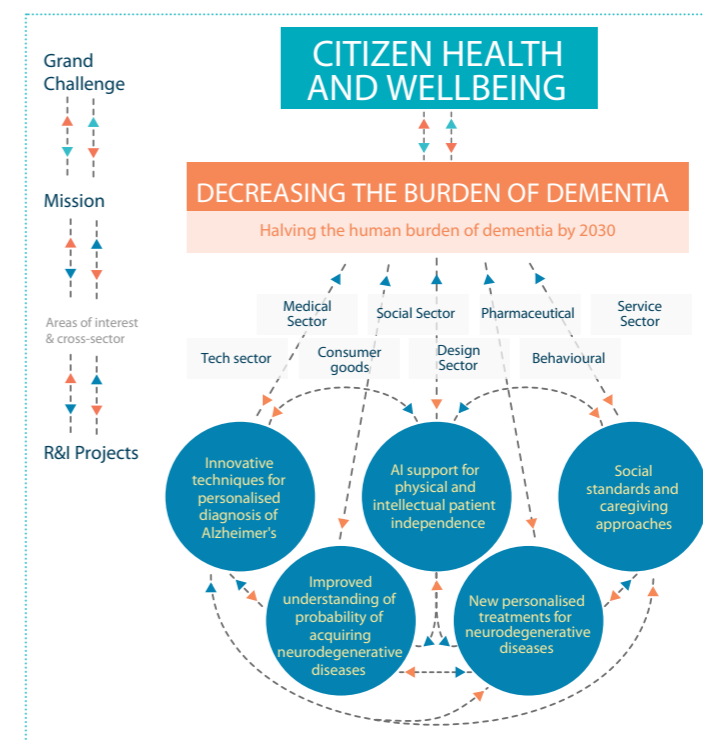 Grand
Challenge
CITIZEN HEALTH
AND WELLBEING
Mission
DECREASING THE BURDEN OF DEMENTIA
Halving the human burden of dementia by 2030
Areas of interest
& cross-sector
Medical
Sector
Social Sector
Pharmaceutical
Service
Sector
Tech sector
Consumer
goods
Design
Sector
Behavioural
R&I Projects
Innovative
techniques for
personalised
diagnosis of
Alzheimer's
AI support for
physical and
intellectual patient
independence
Social
standards and
caregiving
approaches
Improved
understanding of
probability of
acquiring
neurodegenerative
diseases
New personalised
treatments for
neurodegenerative
diseases